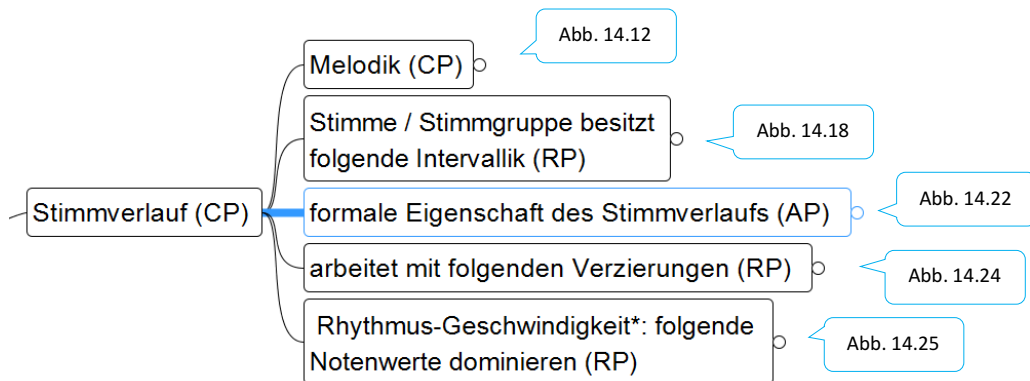 Abb. 14.12
Melodik (CP)
Stimme / Stimmgruppe besitzt
folgende Intervallik (RP)
Abb. 14.18
Stimmverlauf (CP)
formale Eigenschaft des Stimmverlaufs (AP)
Abb. 14.22
arbeitet mit folgenden Verzierungen (RP)
Abb. 14.24
Rhythmus-Geschwindigkeit*: folgende
Notenwerte dominieren (RP)
Abb. 14.25